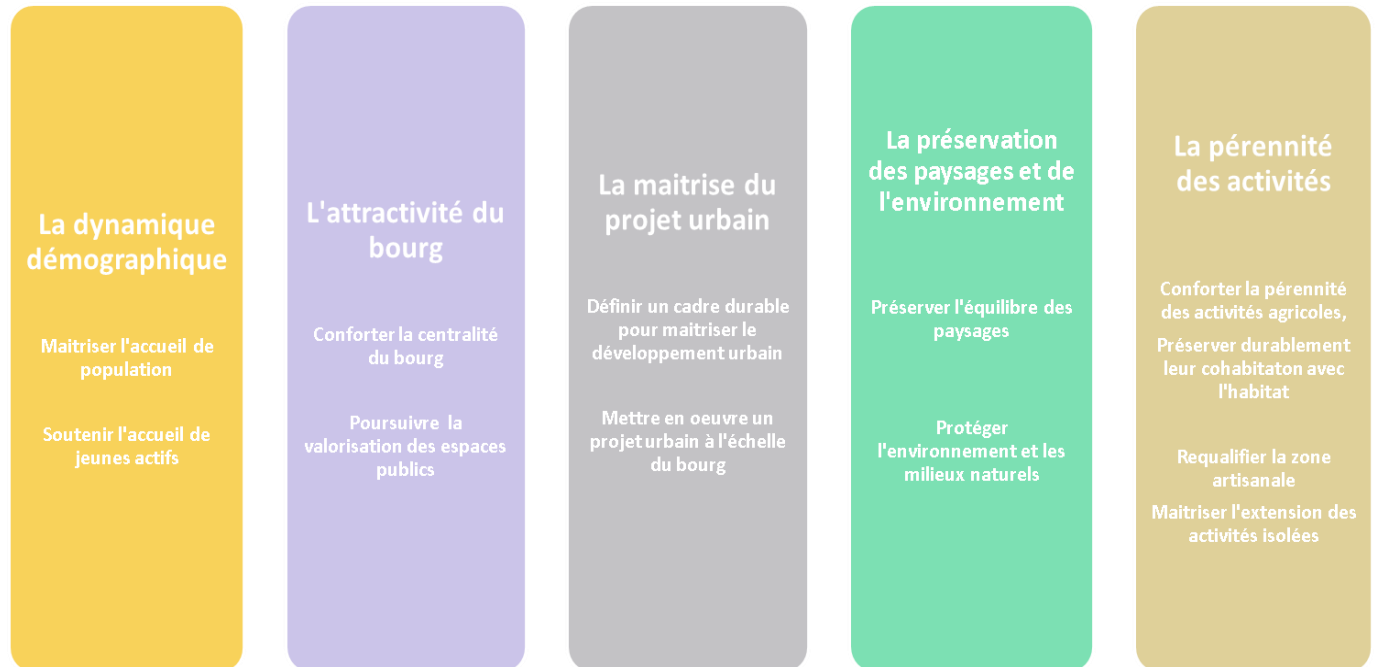 La dynamique
démographique
Maitriser l'accueil de
population
Soutenir l'accueil de
jeunes actifs
L'attractivité du
bourg
Conforter la centralité
du bourg
Poursuivre la
valorisation des espaces
publics
La maitrise du
projet urbain
Définir un cadre durable
pour maitriser le
développement urbain
Mettre en oeuvre un
projet urbain à l'échelle
du bourg
La préservation
des paysages et de
l'environnement
Préserver l'équilibre des
paysages
Protéger
l'environnement et les
milieux naturels
La pérennité
des activités
Conforter la pérennité
des activités agricoles,
Préserver durablement
leur cohabitaton avec
l'habitat
Requalifier la zone
artisanale
Maitriser l'extension des
activités isolées